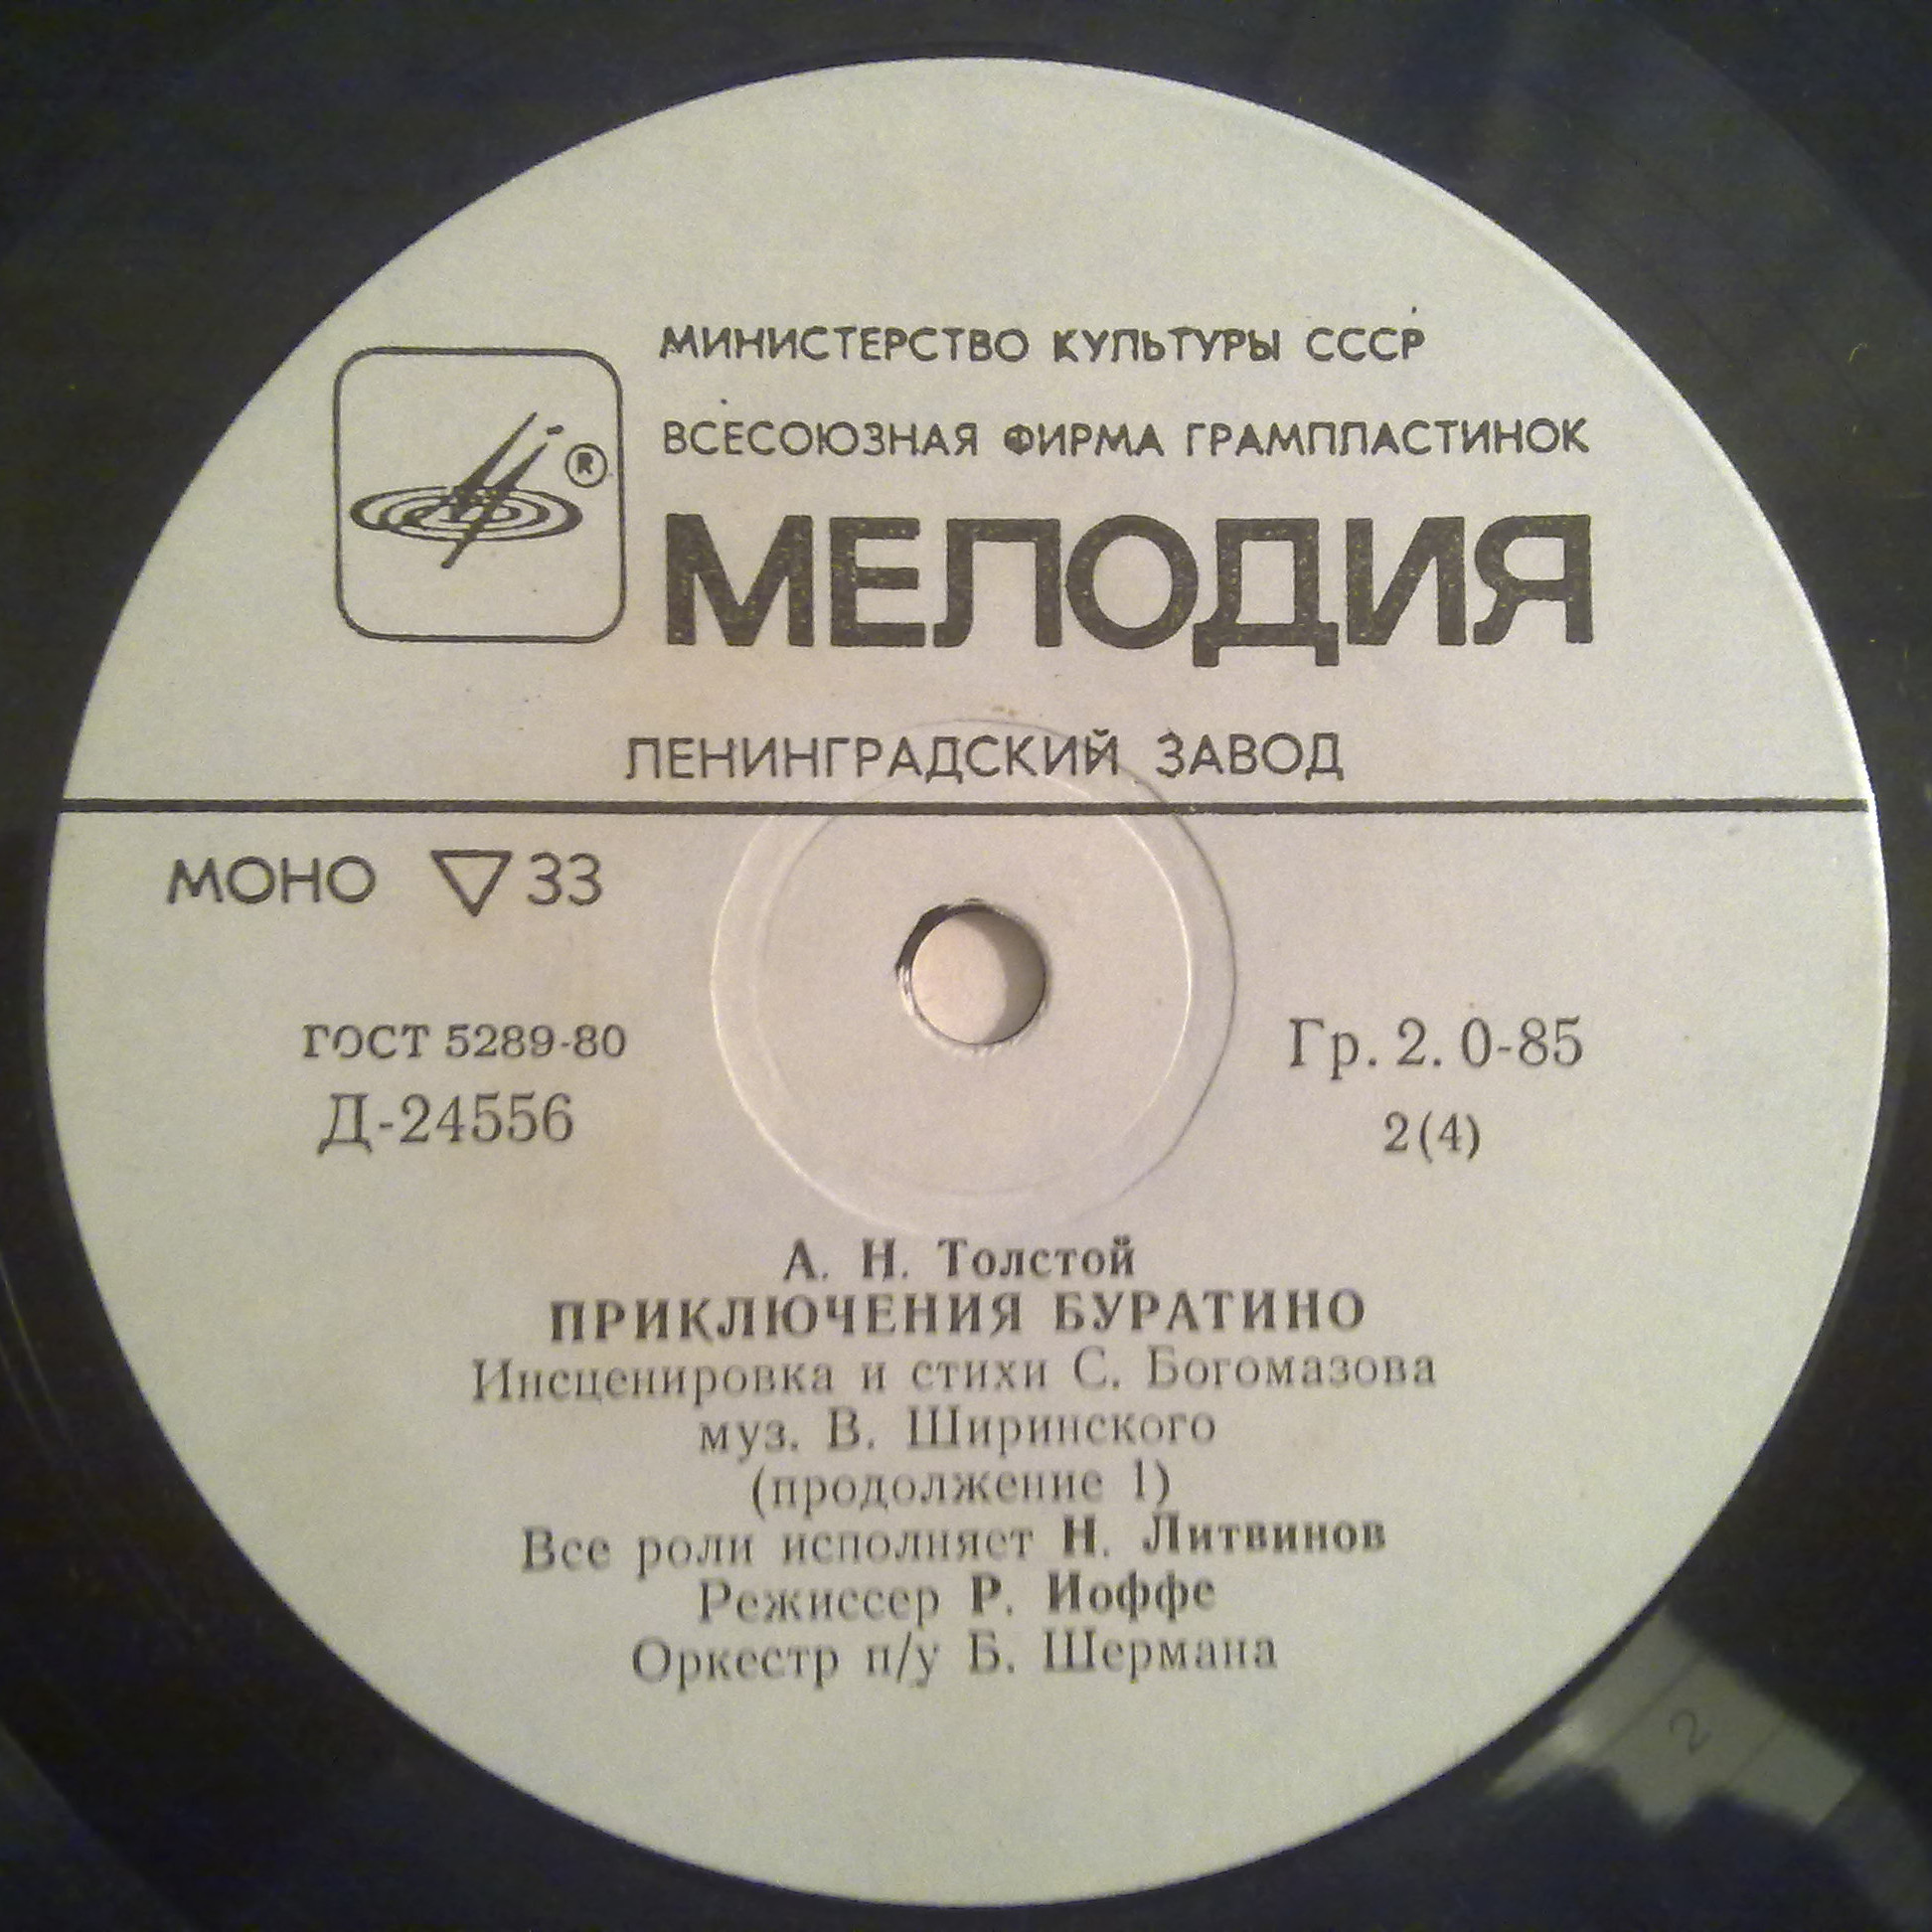 МИНИСТЕРСТВО КУЛЬТУРЫ СССР
ВСЕСОЮЗНАЯ ФИРМА ГРАМПЛАСТИНОК
®
МЕЛОДИЯ
ЛЕНИНГРАДСКИЙ ЗАВОД
МОНО ▽33
ГОСТ 5289-80
Гр. 2. 0-85
Д-24556
2(4)
А. Н. Толстой
ПРИКЛЮЧЕНИЯ БУРАТИНО
Инсценировка и стихи С. Богомазова
муз. В. Ширинского
(продолжение 1)
Все роли исполняет Н. Литвинов
Режиссер Р. Иоффе
Оркестр п/у Б. Шермана
2